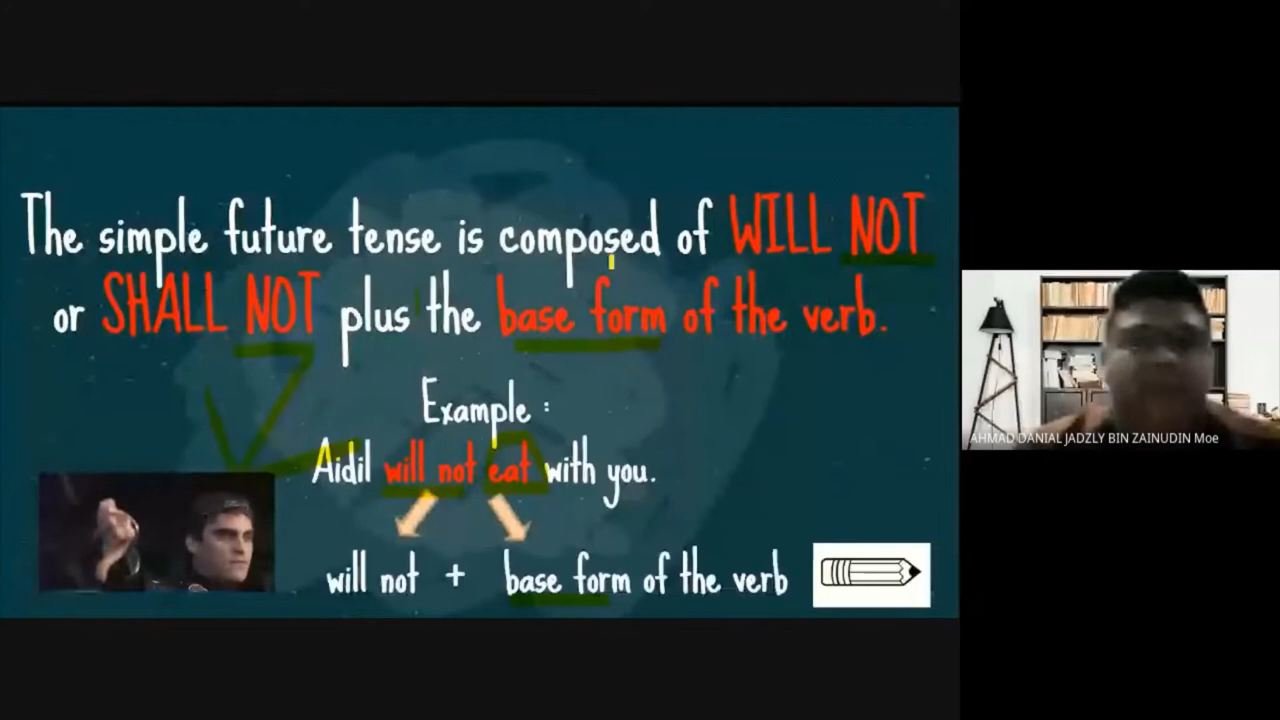 The simple future tense is composed of WILL NOT
or SHALL NOT plus the base form of the verb.
Example :
Aidil will not eat with you.
will not + base form of the verb
AHMAD DANIAL JADZLY BIN ZAINUDIN Moe